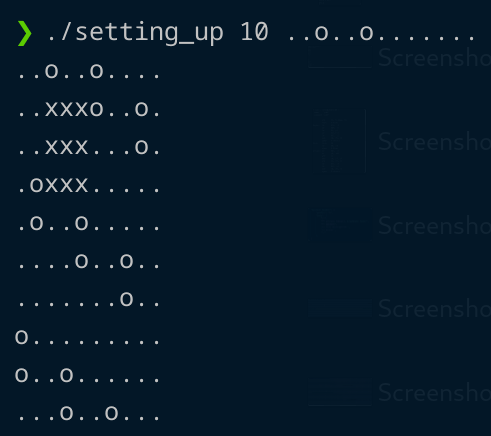 ❯ ./setting_up 10 ..o..o.......
..o..o....
..xxxo..o.
..xxx...o.
.oxxx.....
.o..o.....
....o..o..
.......o..
o.........
o..o......
...o..o...
Screensho
Screensho
Screensho
Screensho
Screensho